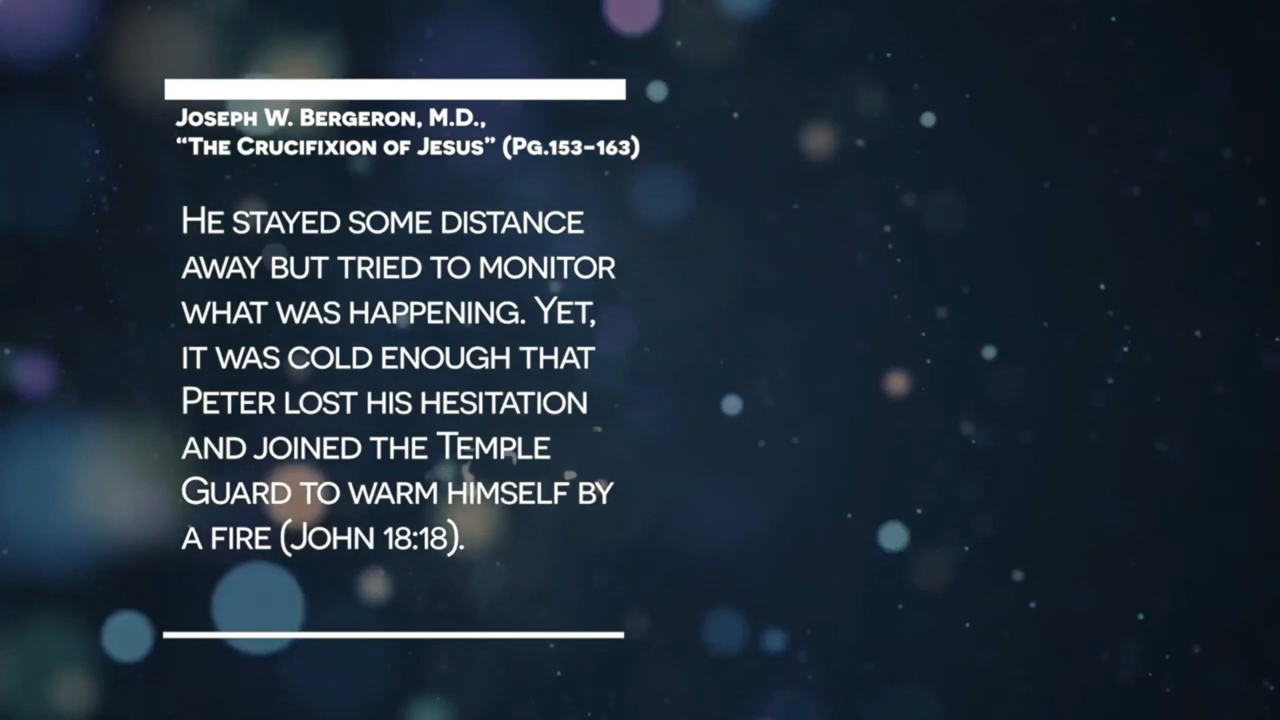 Joseph W. Bergeron, M.D.,
“The Crucifixion of Jesus” (Pg.153-163)
He stayed some distance
away but tried to monitor
what was happening. Yet,
it was cold enough that
Peter lost his hesitation
and joined the Temple
Guard to warm himself by
a fire (John 18:18).